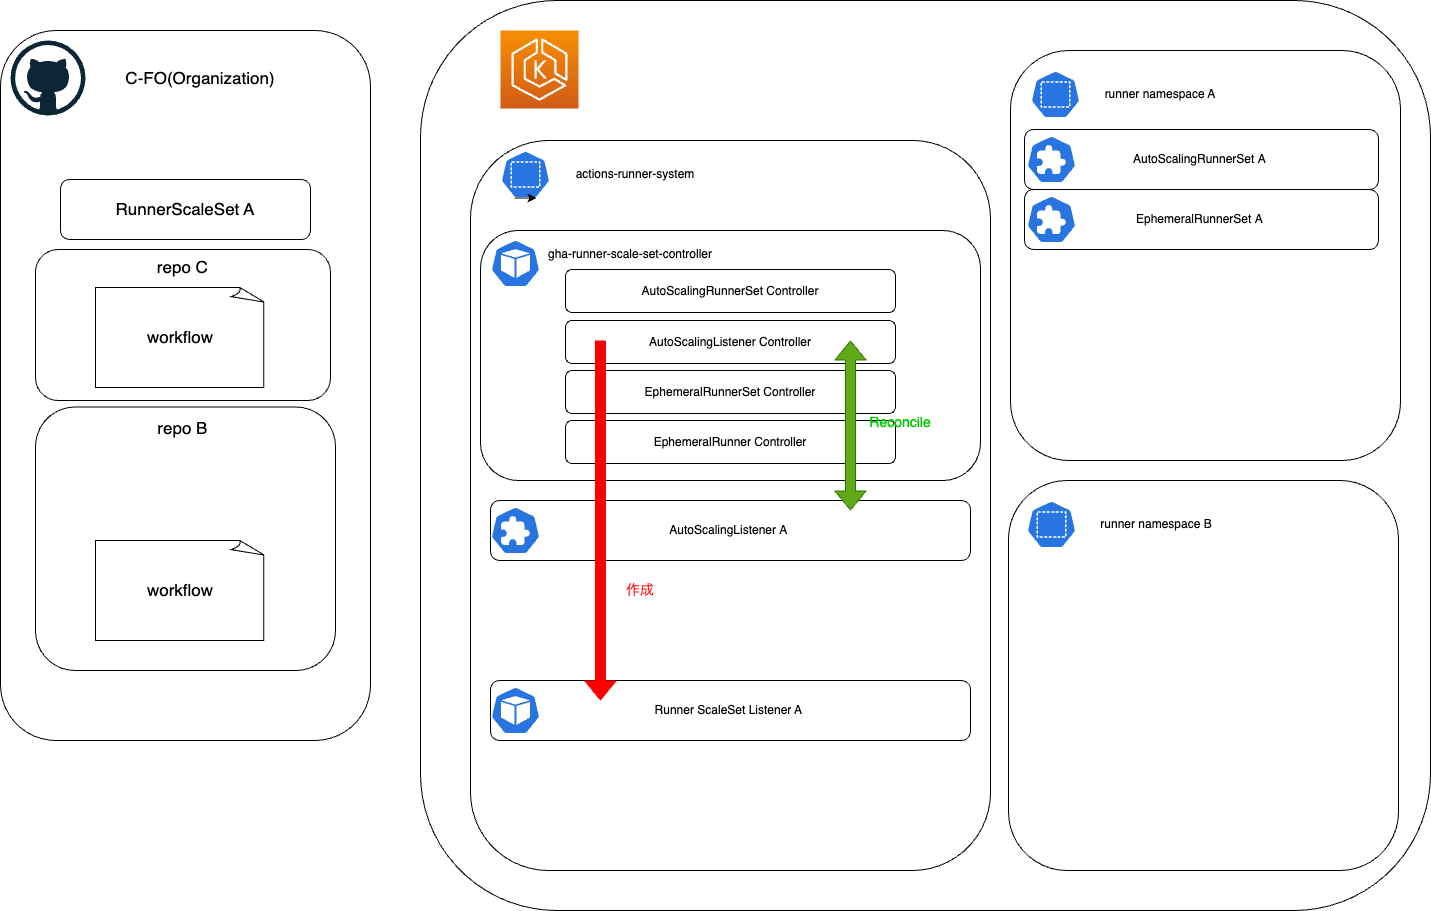 C-FO(Organization)
RunnerScaleSet A
repo C
workflow
repo B
workflow
K
actions-runner-system
gha-runner-scale-set-controller
AutoScalingRunnerSet Controller
AutoScalingListener Controller
EphemeralRunnerSet Controller
Reconcile
EphemeralRunner Controller
AutoScalingListener A
作成
Runner ScaleSet Listener A
runner namespace A
AutoScalingRunnerSet A
EphemeralRunnerSet A
runner namespace B